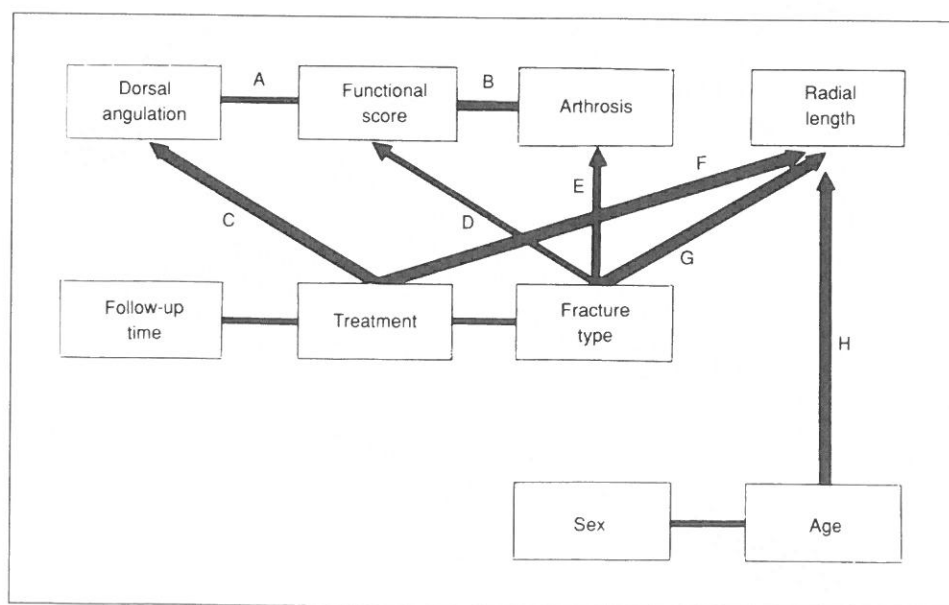 A
B
Dorsal
angulation
Functional
score
Arthrosis
Radial
length
F
E
C
D
G
Follow-up
time
Treatment
Fracture
type
H
Sex
Age